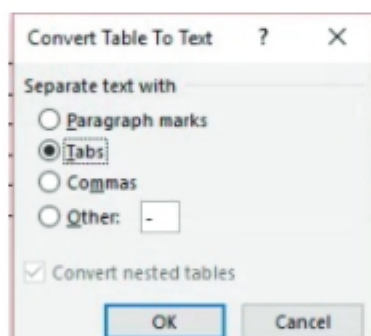 Convert Table To Text ? ×
Separate text with
Paragraph marks
Tabs
Commas
Other: -
Convert nested tables
OK Cancel